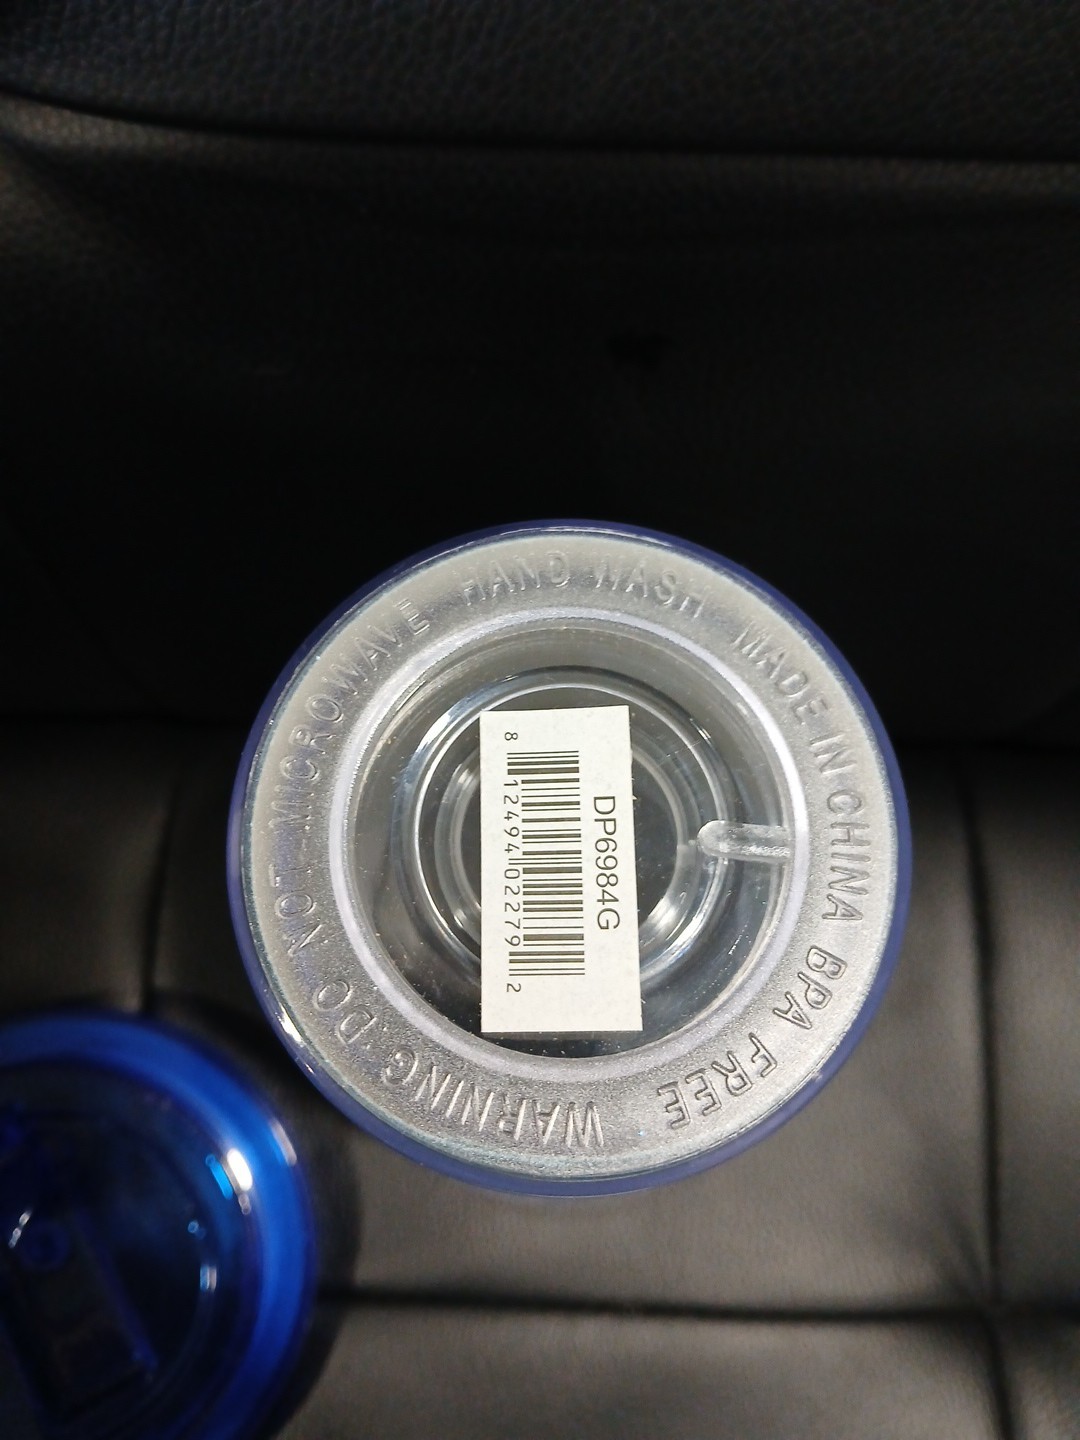 WARNING: DO NOT MICROWAVE HAND WASH MADE IN CHINA BPA FREE
DP6984G
8 12494 02279 2